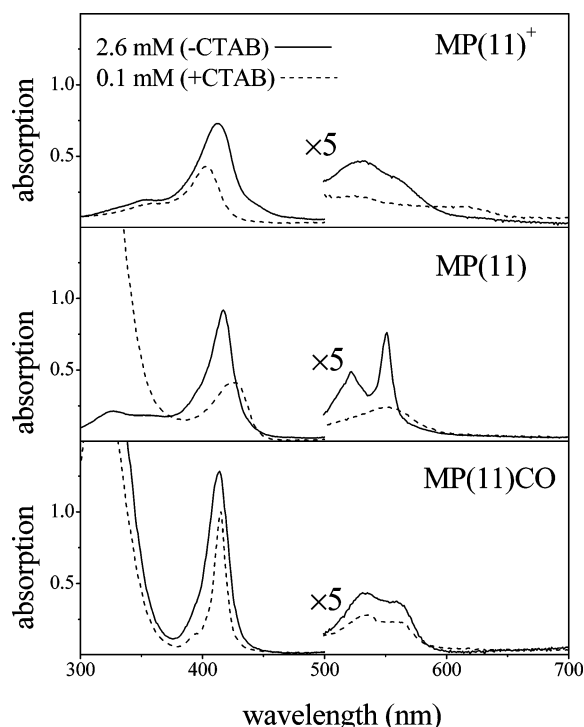 MP(11)+
2.6 mM (-CTAB)
0.1 mM (+CTAB)
absorption
1.0
0.5
×5
MP(11)
absorption
1.0
0.5
×5
MP(11)CO
absorption
1.0
0.5
×5
300 400 500 600 700
wavelength (nm)